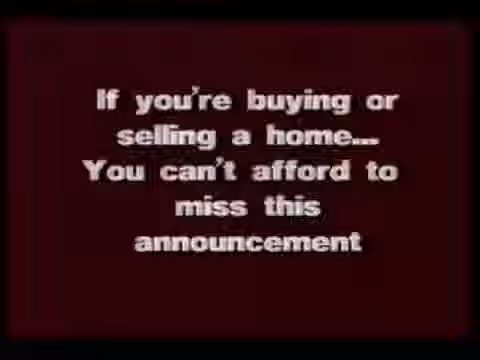 If you're buying or
selling a home...
You can't afford to
miss this
announcement